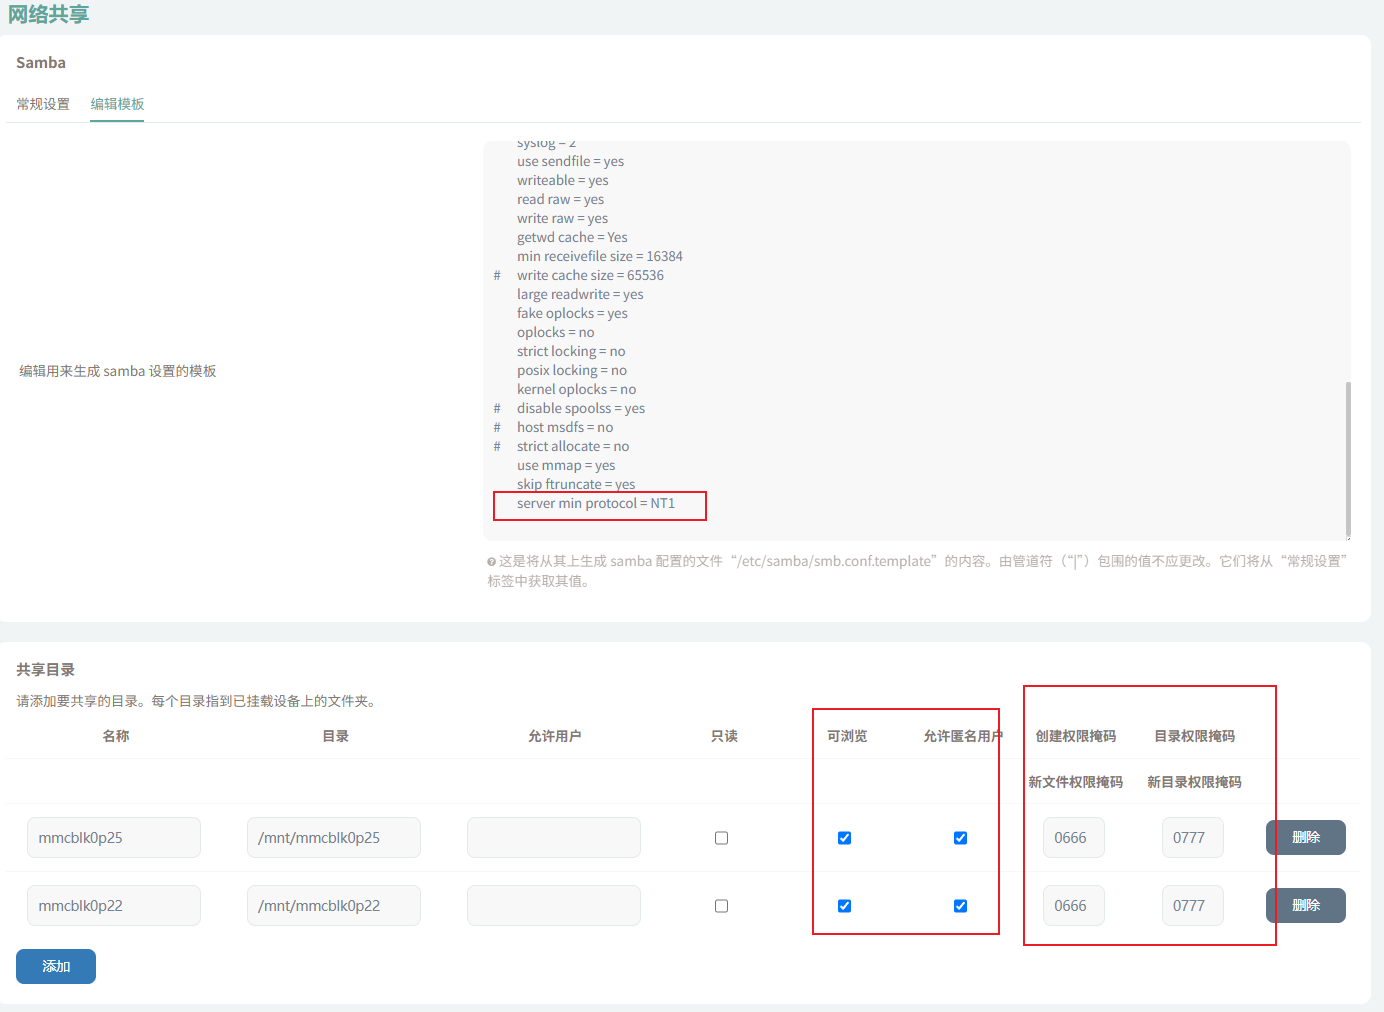 网络共享
Samba
常规设置 编辑模板
编辑用来生成 samba 设置的模板
syslog = 2
use sendfile = yes
writeable = yes
read raw = yes
write raw = yes
getwd cache = Yes
min receivefile size = 16384
# write cache size = 65536
large readwrite = yes
fake oplocks = yes
oplocks = no
strict locking = no
posix locking = no
kernel oplocks = no
# disable spoolss = yes
# host msdfs = no
# strict allocate = no
use mmap = yes
skip ftruncate = yes
server min protocol = NT1
这是将从其上生成 samba 配置的文件“/etc/samba/smb.conf.template”的内容。由管道符（“|”）包围的值不应更改。它们将从“常规设置”
标签中获取其值。
共享目录
请添加要共享的目录。每个目录指到已挂载设备上的文件夹。
名称 目录 允许用户 只读 可浏览 允许匿名用户 创建权限掩码 目录权限掩码
新文件权限掩码 新目录权限掩码
mmcblk0p25 /mnt/mmcblk0p25 0666 0777 删除
mmcblk0p22 /mnt/mmcblk0p22 0666 0777 删除
添加